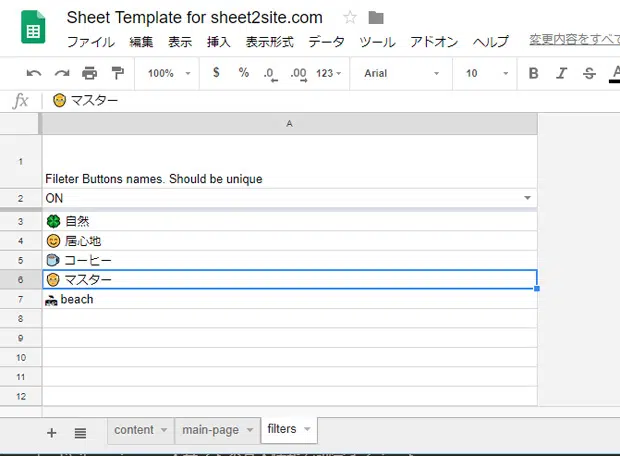 Sheet Template for sheet2site.com
ファイル 編集 表示 挿入 表示形式 データ ツール アドオン ヘルプ 変更内容をすべて
100% $ % .0 .00 123 Arial 10 B I S A
fx 😊 マスター
A
1 Fileter Buttons names. Should be unique
2 ON
3 🍀 自然
4 😊 居心地
5 コーヒー
6 マスター
7 beach
8
9
10
11
12
+ content main-page filters